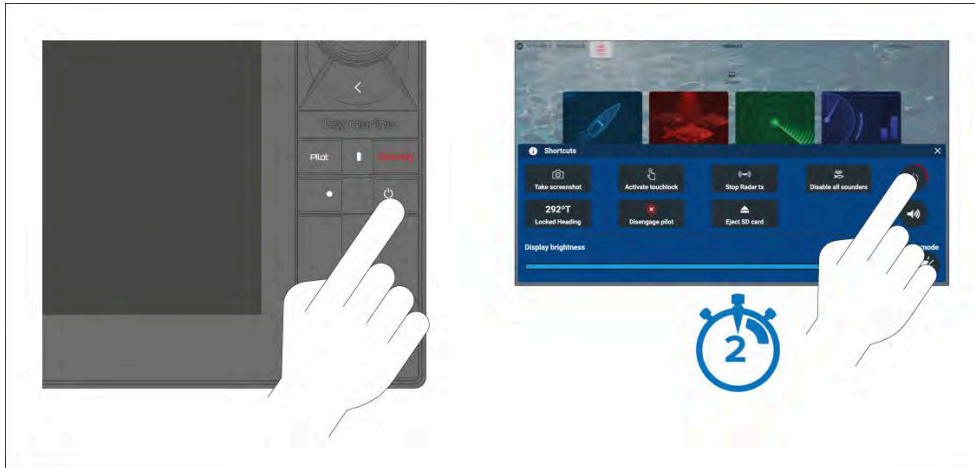 Raymarine
Pilot
Shortcuts
Take screenshot
Activate touchlock
Stop Radar tx
Disable all sounders
292°T
Locked Heading
Disengage pilot
Eject SD card
Display brightness
mode
2